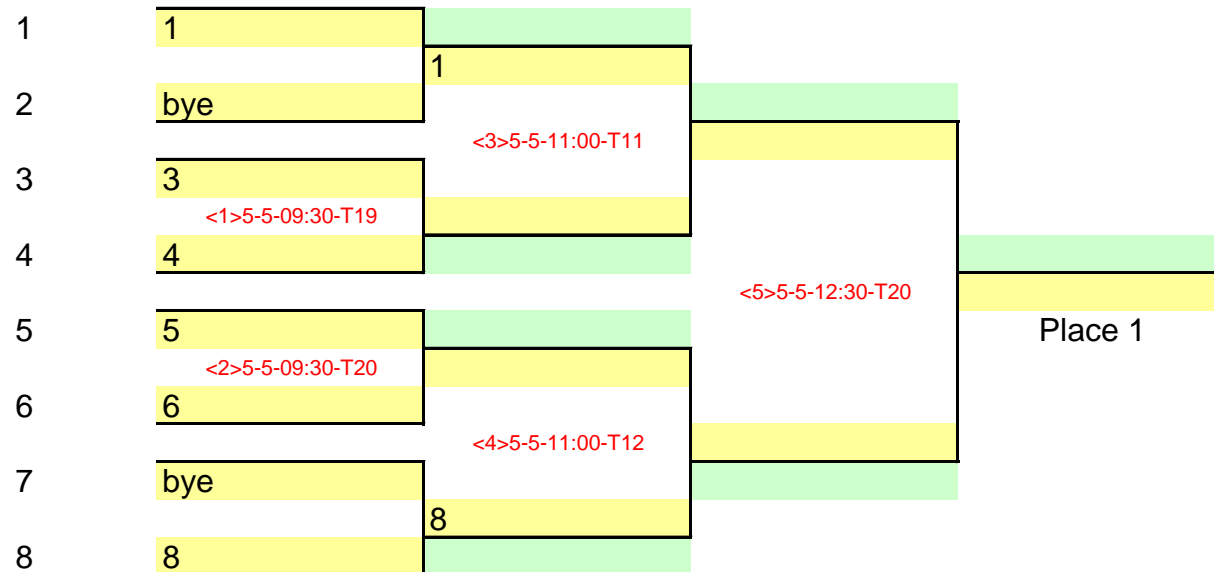 1 1
1
2 bye
<3>5-5-11:00-T11
3 3
<1>5-5-09:30-T19
4 4
<5>5-5-12:30-T20
5 5 Place 1
<2>5-5-09:30-T20
6 6
<4>5-5-11:00-T12
7 bye
8
8 8